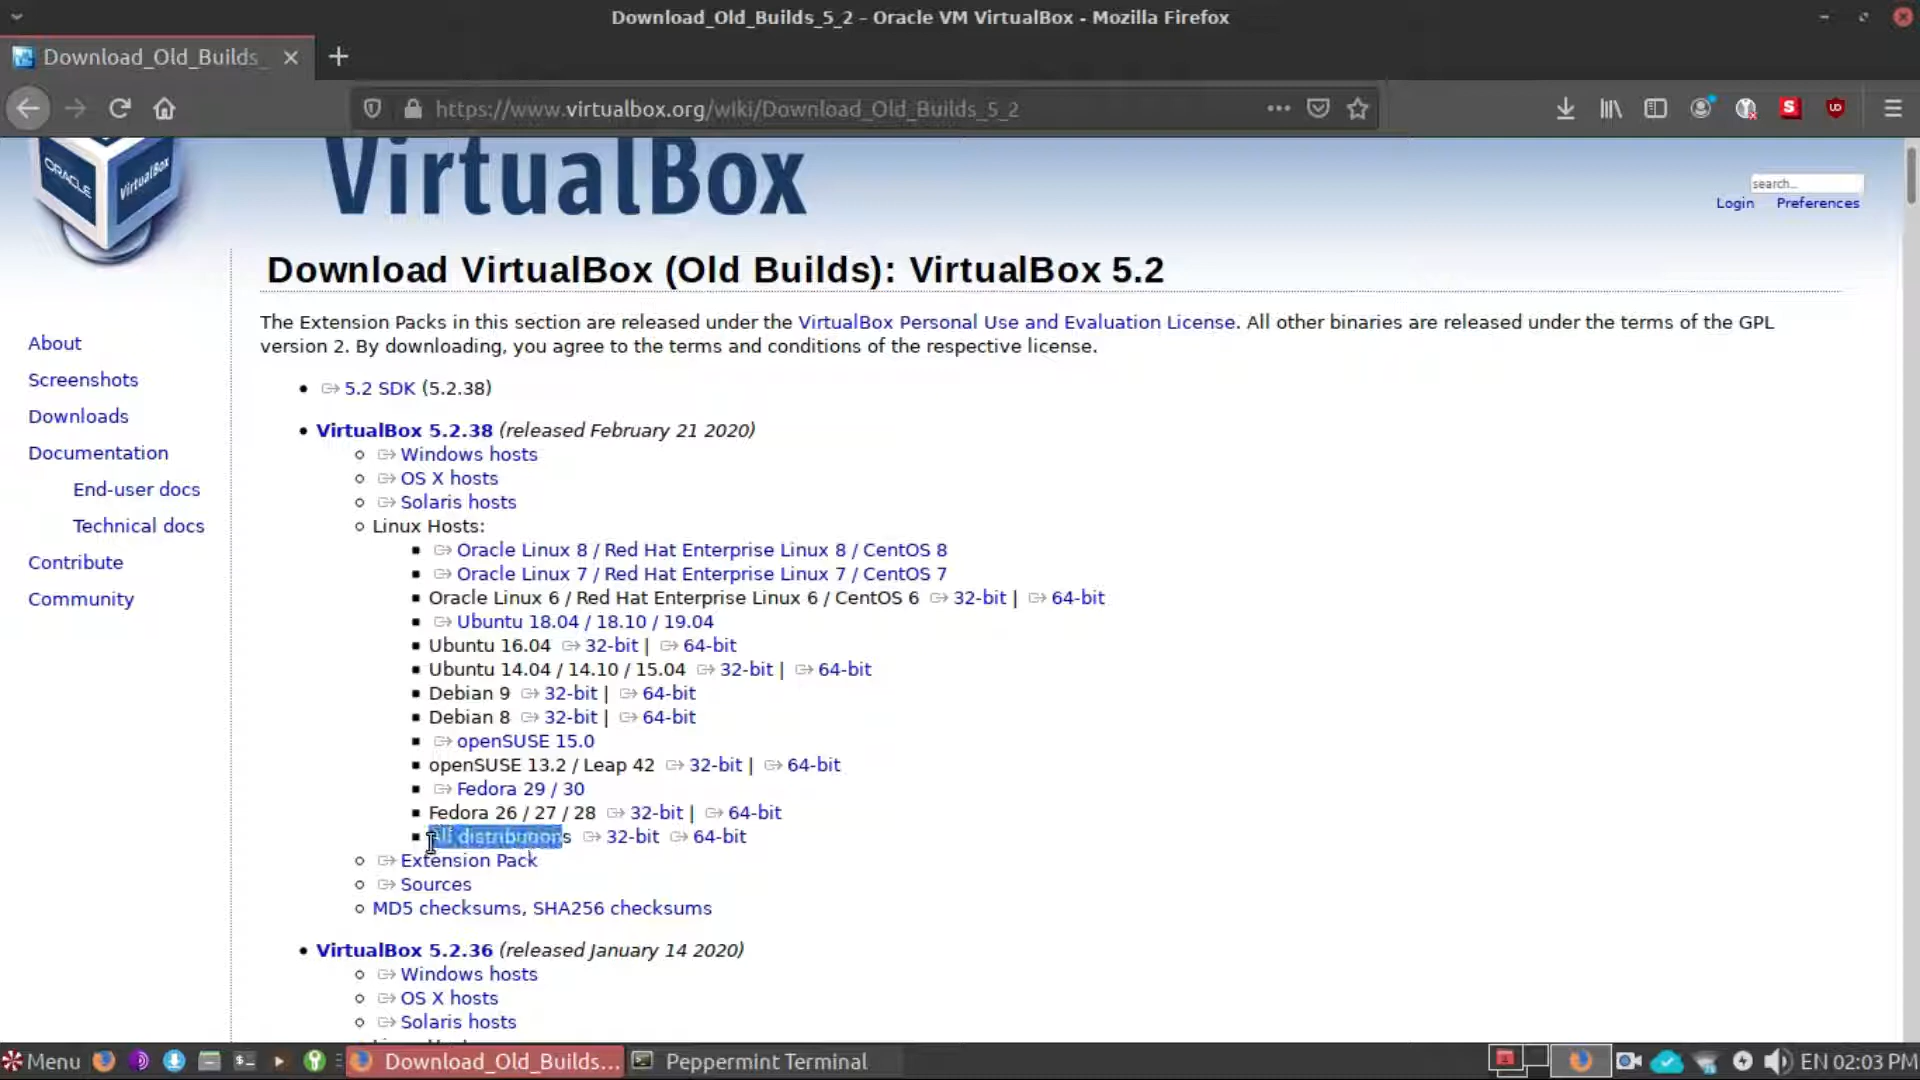 Download_Old_Builds_5_2 – Oracle VM VirtualBox - Mozilla Firefox
Download_Old_Builds_
https://www.virtualbox.org/wiki/Download_Old_Builds_5_2
ORACLE
VirtualBox
VirtualBox
search...
Login Preferences
Download VirtualBox (Old Builds): VirtualBox 5.2
The Extension Packs in this section are released under the VirtualBox Personal Use and Evaluation License. All other binaries are released under the terms of the GPL
version 2. By downloading, you agree to the terms and conditions of the respective license.
About
Screenshots
Downloads
Documentation
End-user docs
Technical docs
Contribute
Community
5.2 SDK (5.2.38)
VirtualBox 5.2.38 (released February 21 2020)
Windows hosts
OS X hosts
Solaris hosts
Linux Hosts:
Oracle Linux 8 / Red Hat Enterprise Linux 8 / CentOS 8
Oracle Linux 7 / Red Hat Enterprise Linux 7 / CentOS 7
Oracle Linux 6 / Red Hat Enterprise Linux 6 / CentOS 6 32-bit | 64-bit
Ubuntu 18.04 / 18.10 / 19.04
Ubuntu 16.04 32-bit | 64-bit
Ubuntu 14.04 / 14.10 / 15.04 32-bit | 64-bit
Debian 9 32-bit | 64-bit
Debian 8 32-bit | 64-bit
openSUSE 15.0
openSUSE 13.2 / Leap 42 32-bit | 64-bit
Fedora 29 / 30
Fedora 26 / 27 / 28 32-bit | 64-bit
All distributions 32-bit 64-bit
Extension Pack
Sources
MD5 checksums, SHA256 checksums
VirtualBox 5.2.36 (released January 14 2020)
Windows hosts
OS X hosts
Solaris hosts
Menu Download_Old_Builds... Peppermint Terminal EN 02:03 PM